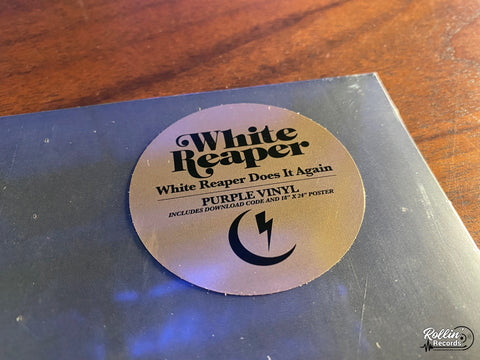 White
Reaper
White Reaper Does It Again
PURPLE VINYL
INCLUDES DOWNLOAD CODE AND 18" X 24" POSTER
Rollin'
Records